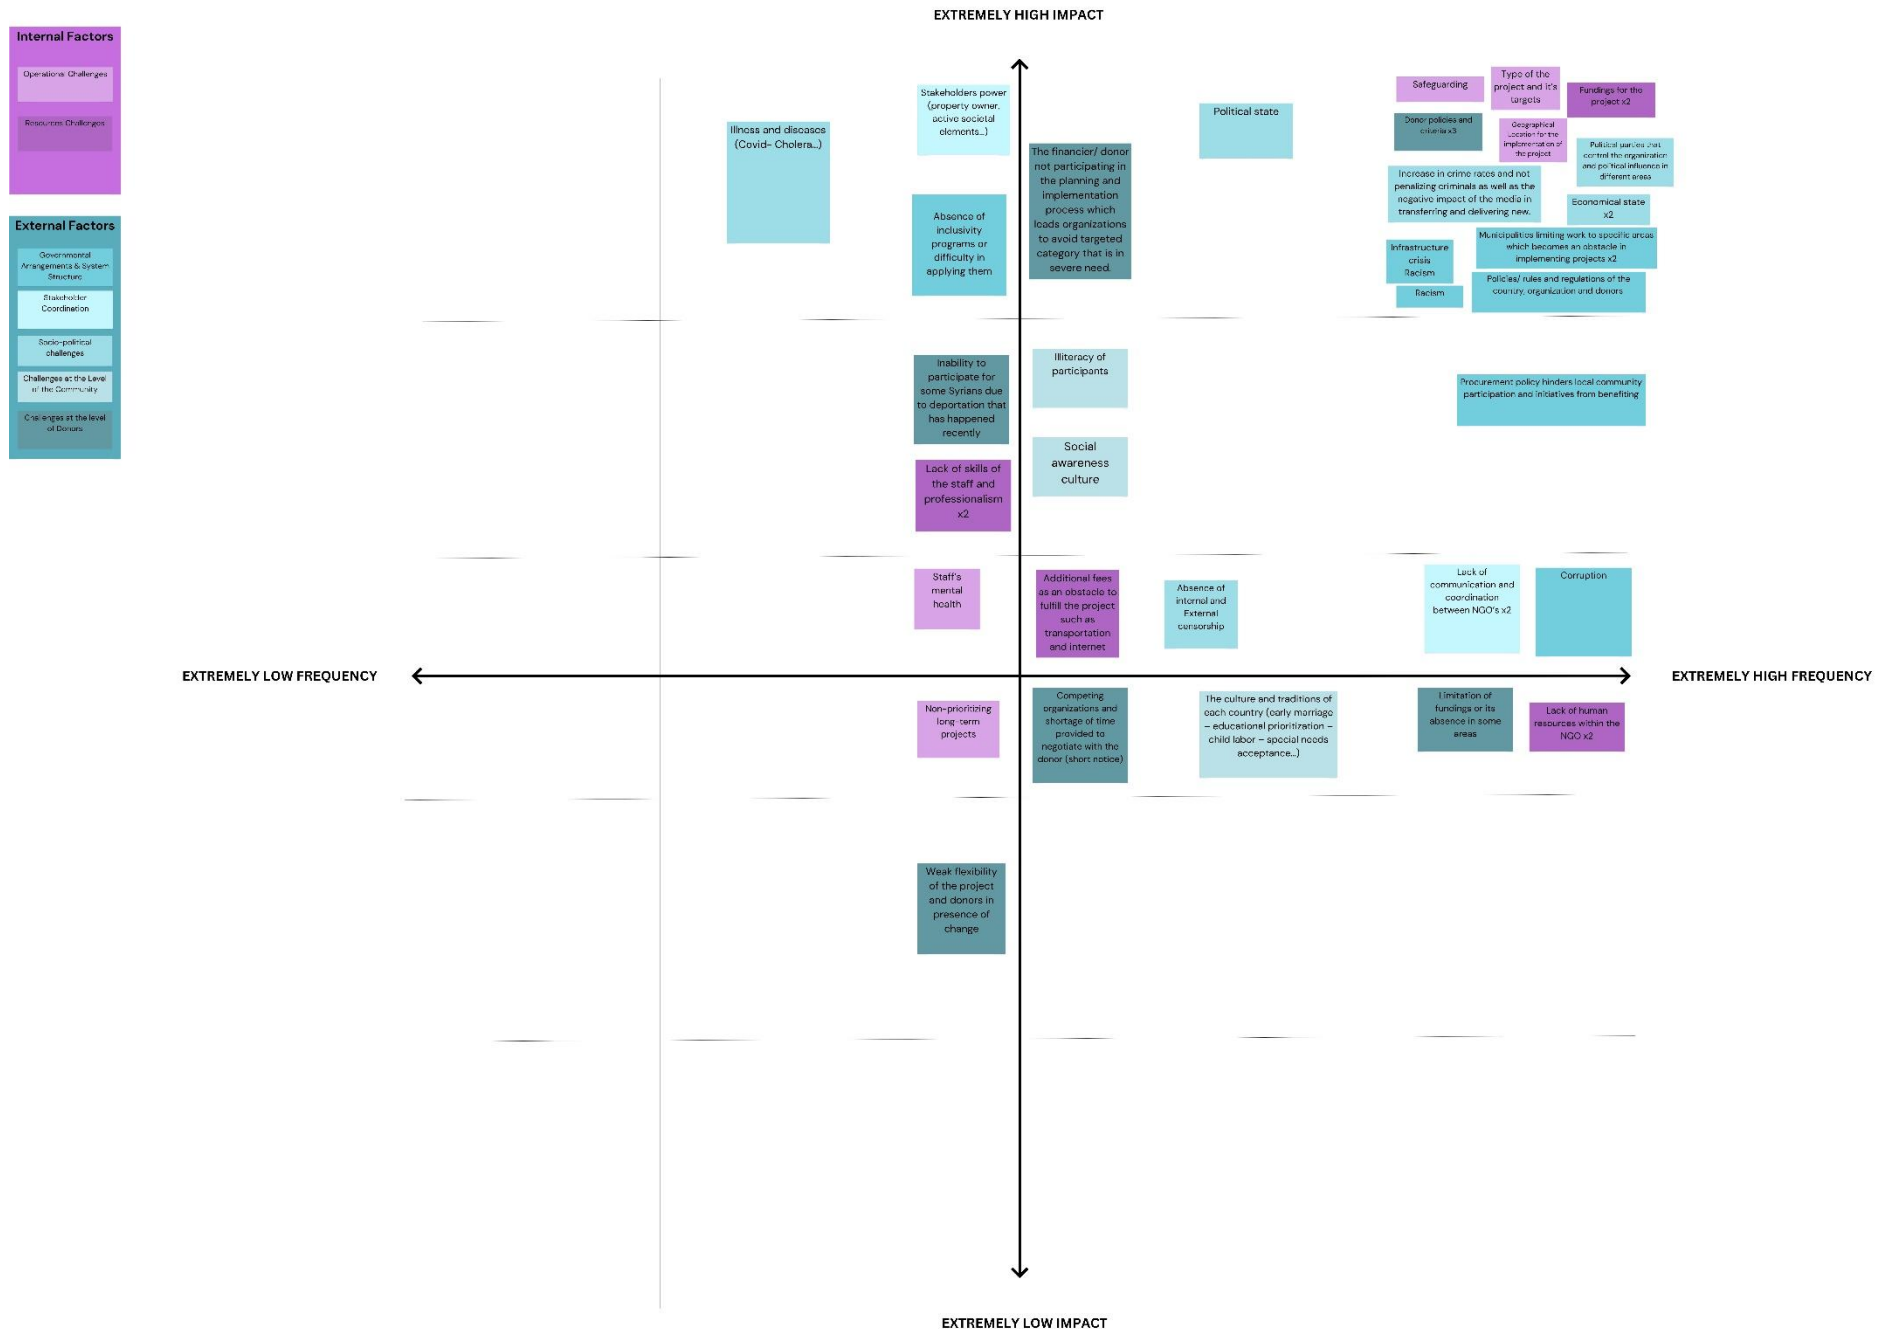 EXTREMELY HIGH IMPACT
Internal Factors
Operational Challenges
Resources Challenges
External Factors
Governmental
Arrangements & System
Structure
Stakeholder
Coordination
Socio-political
challenges
Challenges at the Level
of the Community
Challenges at the level
of Donors
Illness and diseases
(Covid- Cholera...)
Stakeholders power
(property owner,
active societal
elements...)
Absence of
inclusivity
programs or
difficulty in
applying them
The financier/ donor
not participating in
the planning and
implementation
process which
leads organizations
to avoid targeted
category that is in
severe need.
Political state
Safeguarding
Type of the
project and it's
targets
Fundings for the
project x2
Donor policies and
criteria x3
Geographical
Location for the
implementation of
the project
Political parties that
control the organization
and political influence in
different areas
Increase in crime rates and not
penalizing criminals as well as the
negative impact of the media in
transferring and delivering new.
Economical state
x2
Infrastructure
crisis
Racism
Municipalities limiting work to specific areas
which becomes an obstacle in
implementing projects x2
Racism
Policies/ rules and regulations of the
country, organization and donors
Inability to
participate for
some Syrians due
to deportation that
has happened
recently
Illiteracy of
participants
Procurement policy hinders local community
participation and initiatives from benefiting
Lack of skills of
the staff and
professionalism
x2
Social
awareness
culture
Staff's
mental
health
Additional fees
as an obstacle to
fulfill the project
such as
transportation
and internet
Absence of
internal and
External
censorship
Lack of
communication and
coordination
between NGO's x2
Corruption
EXTREMELY LOW FREQUENCY
EXTREMELY HIGH FREQUENCY
Non-prioritizing
long-term
projects
Competing
organizations and
shortage of time
provided to
negotiate with the
donor (short notice)
The culture and traditions of
each country (early marriage
– educational prioritization –
child labor – special needs
acceptance...)
Limitation of
fundings or its
absence in some
areas
Lack of human
resources within the
NGO x2
Weak flexibility
of the project
and donors in
presence of
change
EXTREMELY LOW IMPACT